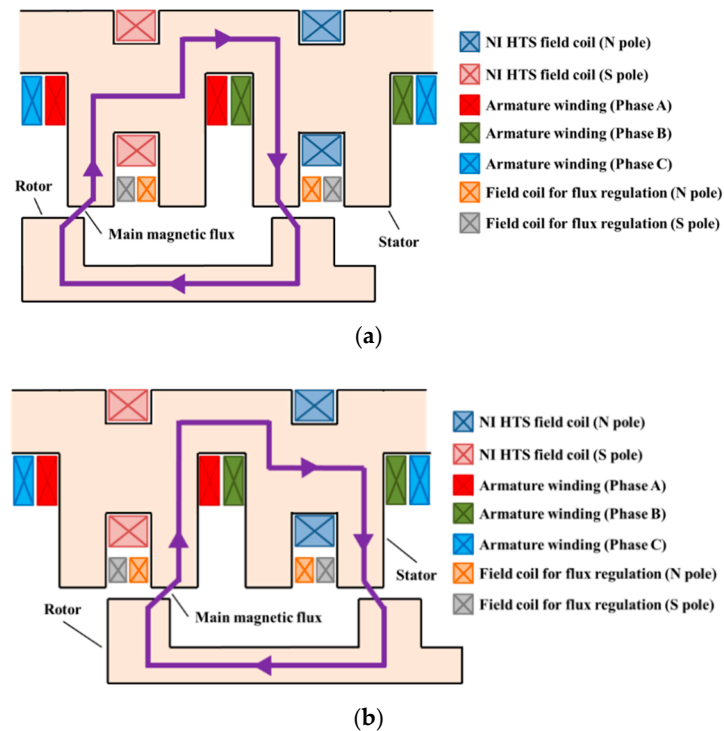 NI HTS field coil (N pole)
NI HTS field coil (S pole)
Armature winding (Phase A)
Armature winding (Phase B)
Armature winding (Phase C)
Field coil for flux regulation (N pole)
Field coil for flux regulation (S pole)
Rotor
Main magnetic flux
Stator
(a)
NI HTS field coil (N pole)
NI HTS field coil (S pole)
Armature winding (Phase A)
Armature winding (Phase B)
Armature winding (Phase C)
Field coil for flux regulation (N pole)
Field coil for flux regulation (S pole)
Stator
Rotor
Main magnetic flux
(b)